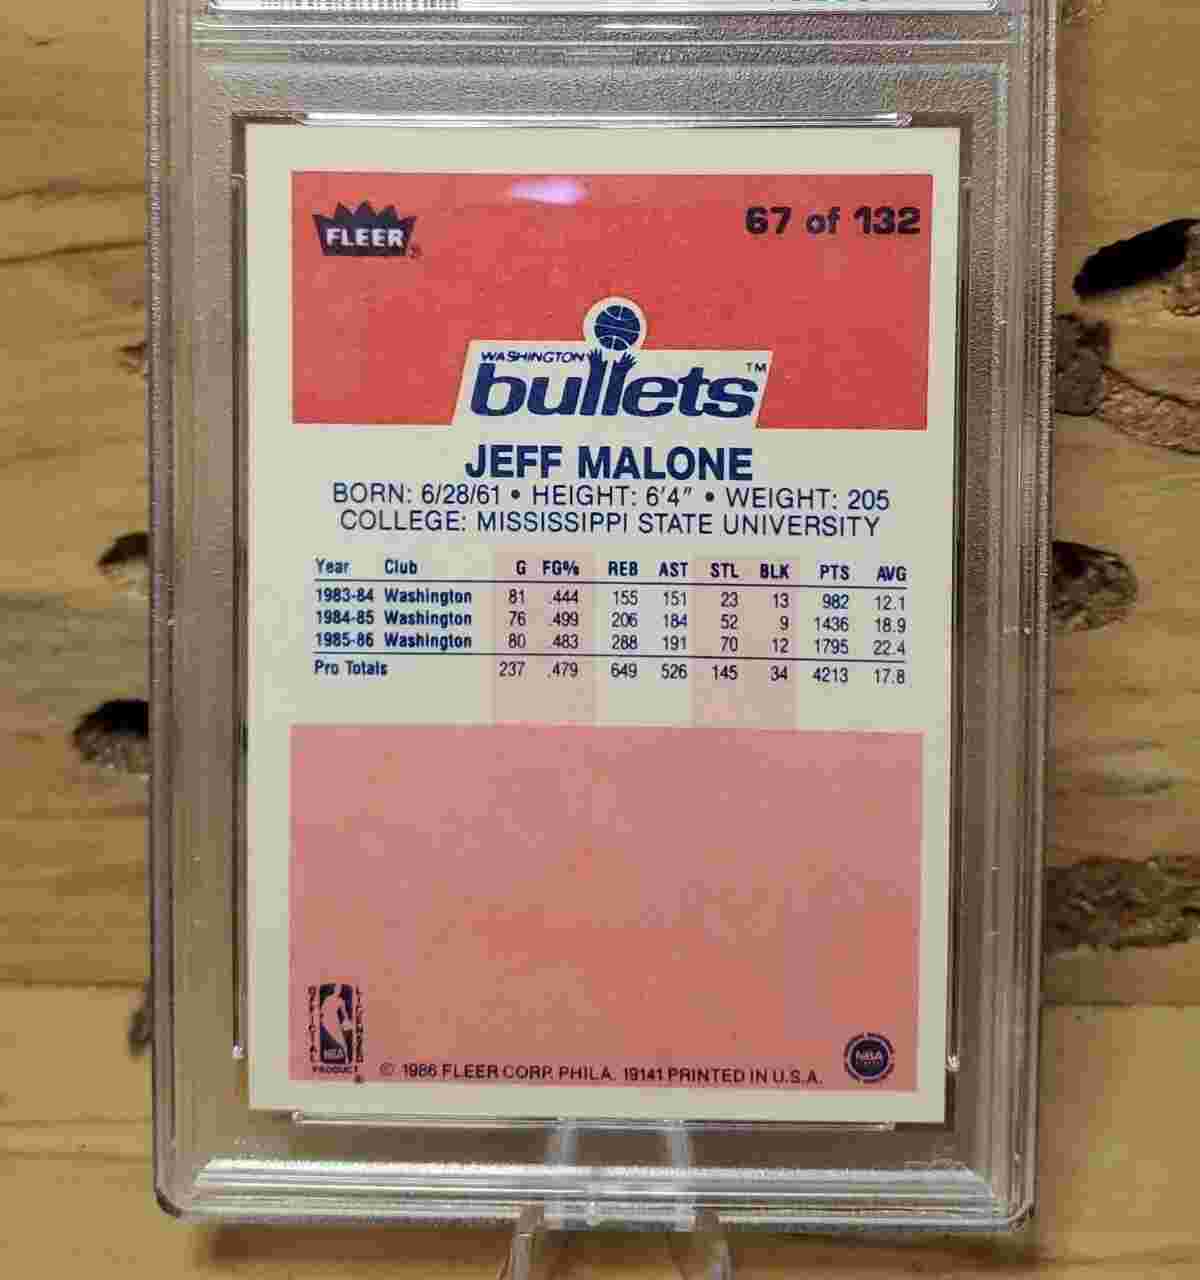 FLEER
67 of 132
WASHINGTON
bullets™
JEFF MALONE
BORN: 6/28/61 • HEIGHT: 6'4" • WEIGHT: 205
COLLEGE: MISSISSIPPI STATE UNIVERSITY
Year Club G FG% REB AST STL BLK PTS AVG
1983-84 Washington 81 .444 155 151 23 13 982 12.1
1984-85 Washington 76 .499 206 184 52 9 1436 18.9
1985-86 Washington 80 .483 288 191 70 12 1795 22.4
Pro Totals 237 .479 649 526 145 34 4213 17.8
OFFICIAL LICENSED
NBA
PRODUCT
© 1986 FLEER CORP. PHILA. 19141 PRINTED IN U.S.A.
NBA